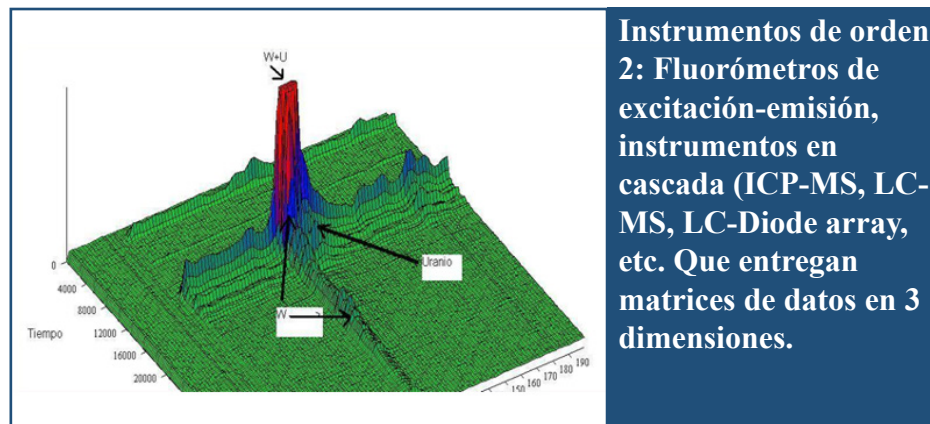 W+U
0
4000
8000
12000
16000
20000
Tiempo
Uranio
W
150 160 170 180 190
Instrumentos de orden
2: Fluorómetros de
excitación-emisión,
instrumentos en
cascada (ICP-MS, LC-
MS, LC-Diode array,
etc. Que entregan
matrices de datos en 3
dimensiones.